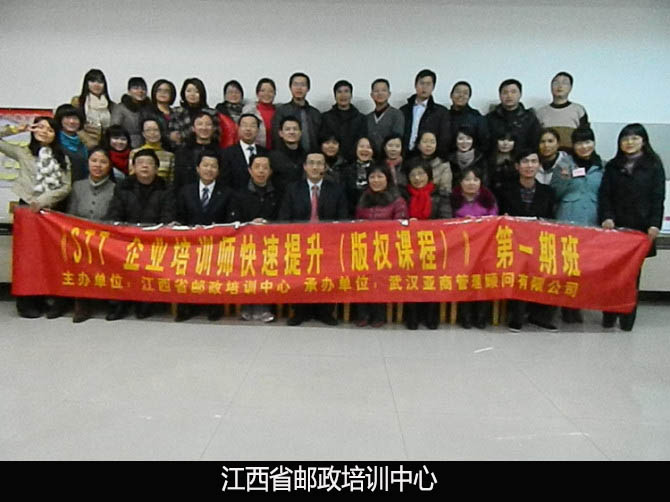 《STT 企业培训师快速提升（版权课程）》 第一期班
主办单位：江西省邮政培训中心 承办单位：武汉亚商管理顾问有限公司
江西省邮政培训中心